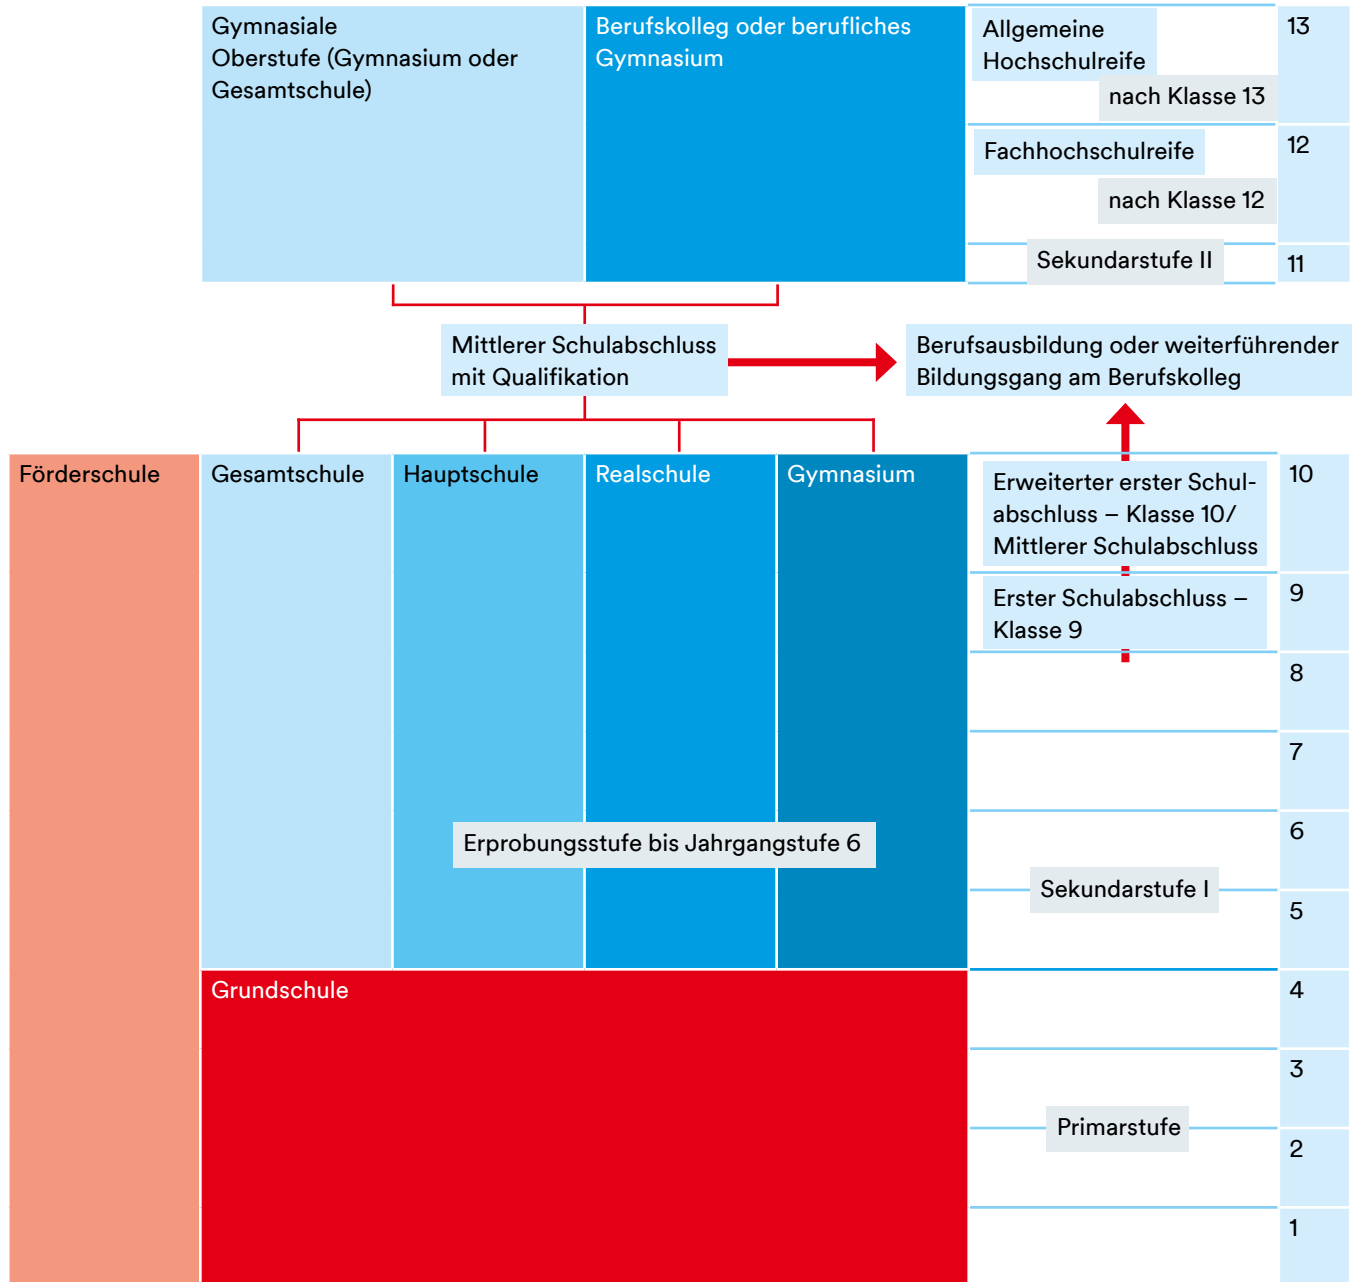 Gymnasiale
Oberstufe (Gymnasium oder
Gesamtschule)
Berufskolleg oder berufliches
Gymnasium
Allgemeine
Hochschulreife
nach Klasse 13
13
Fachhochschulreife
nach Klasse 12
12
Sekundarstufe II
11
Mittlerer Schulabschluss
mit Qualifikation
Berufsausbildung oder weiterführender
Bildungsgang am Berufskolleg
Förderschule
Gesamtschule
Hauptschule
Realschule
Gymnasium
Erweiterter erster Schul-
abschluss – Klasse 10/
Mittlerer Schulabschluss
10
Erster Schulabschluss –
Klasse 9
9
8
7
Erprobungsstufe bis Jahrgangstufe 6
6
Sekundarstufe I
5
Grundschule
4
3
Primarstufe
2
1